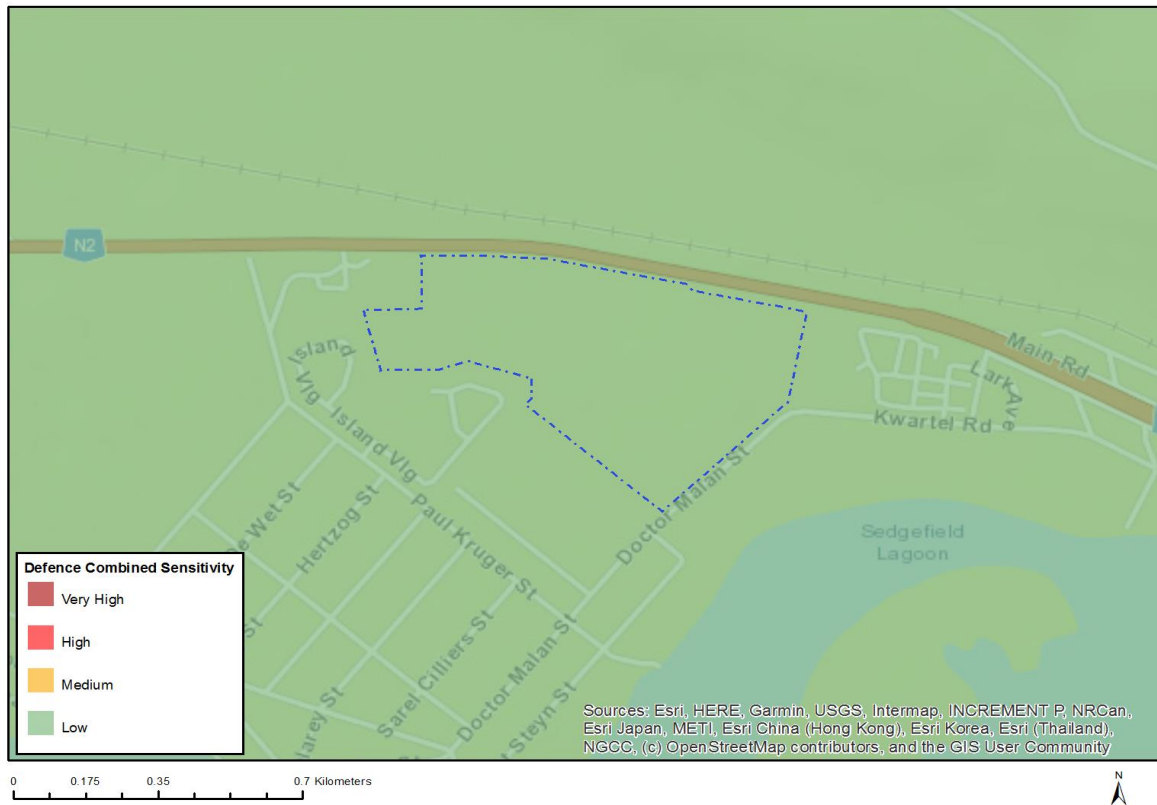 N2
Main Rd
Lark Ave
Kwartel Rd
Island
Vlg
Island Vlg
Paul Kruger St
De Wet St
Hertzog St
Doctor Malan St
Sedgefield
Lagoon
St
Sarel Cilliers St
Doctor Malan St
Steyn St
Defence Combined Sensitivity
Very High
High
Medium
Low
Sources: Esri, HERE, Garmin, USGS, Intermap, INCREMENT P, NRCan,
Esri Japan, METI, Esri China (Hong Kong), Esri Korea, Esri (Thailand),
NGCC, (c) OpenStreetMap contributors, and the GIS User Community
0 0.175 0.35 0.7 Kilometers
N